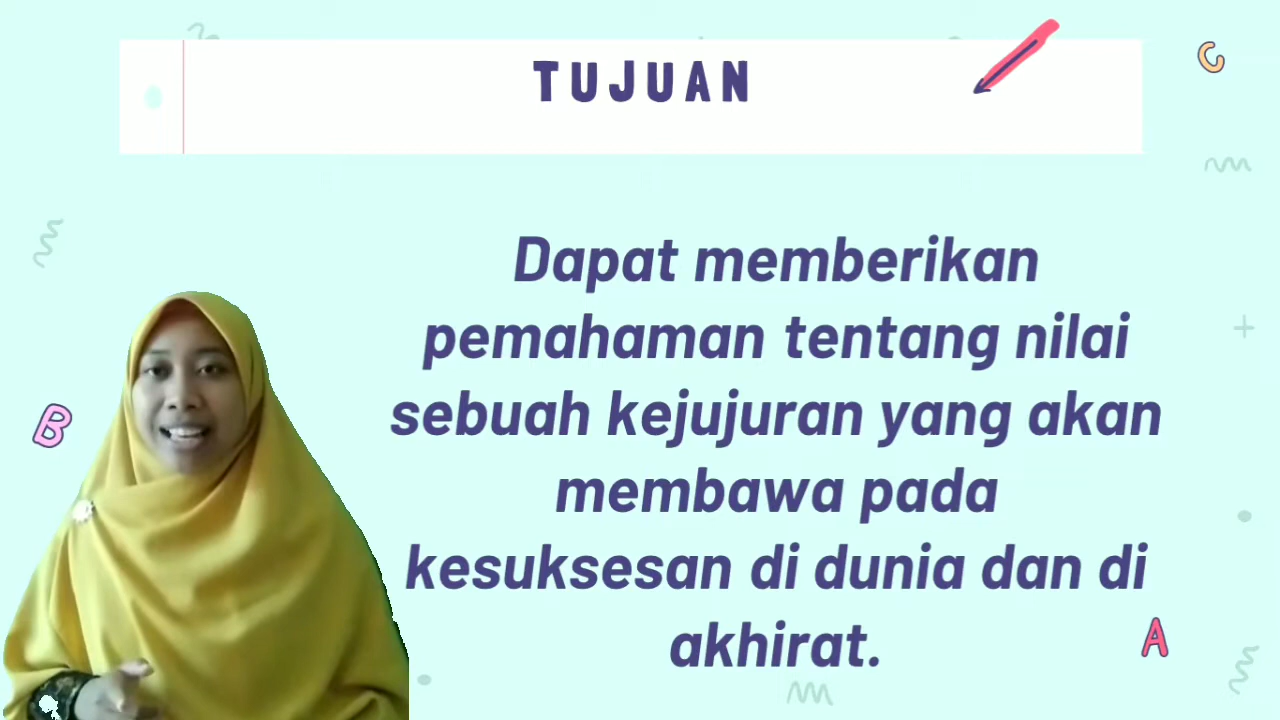 TUJUAN
Dapat memberikan
pemahaman tentang nilai
sebuah kejujuran yang akan
membawa pada
kesuksesan di dunia dan di
akhirat.
C
B
A